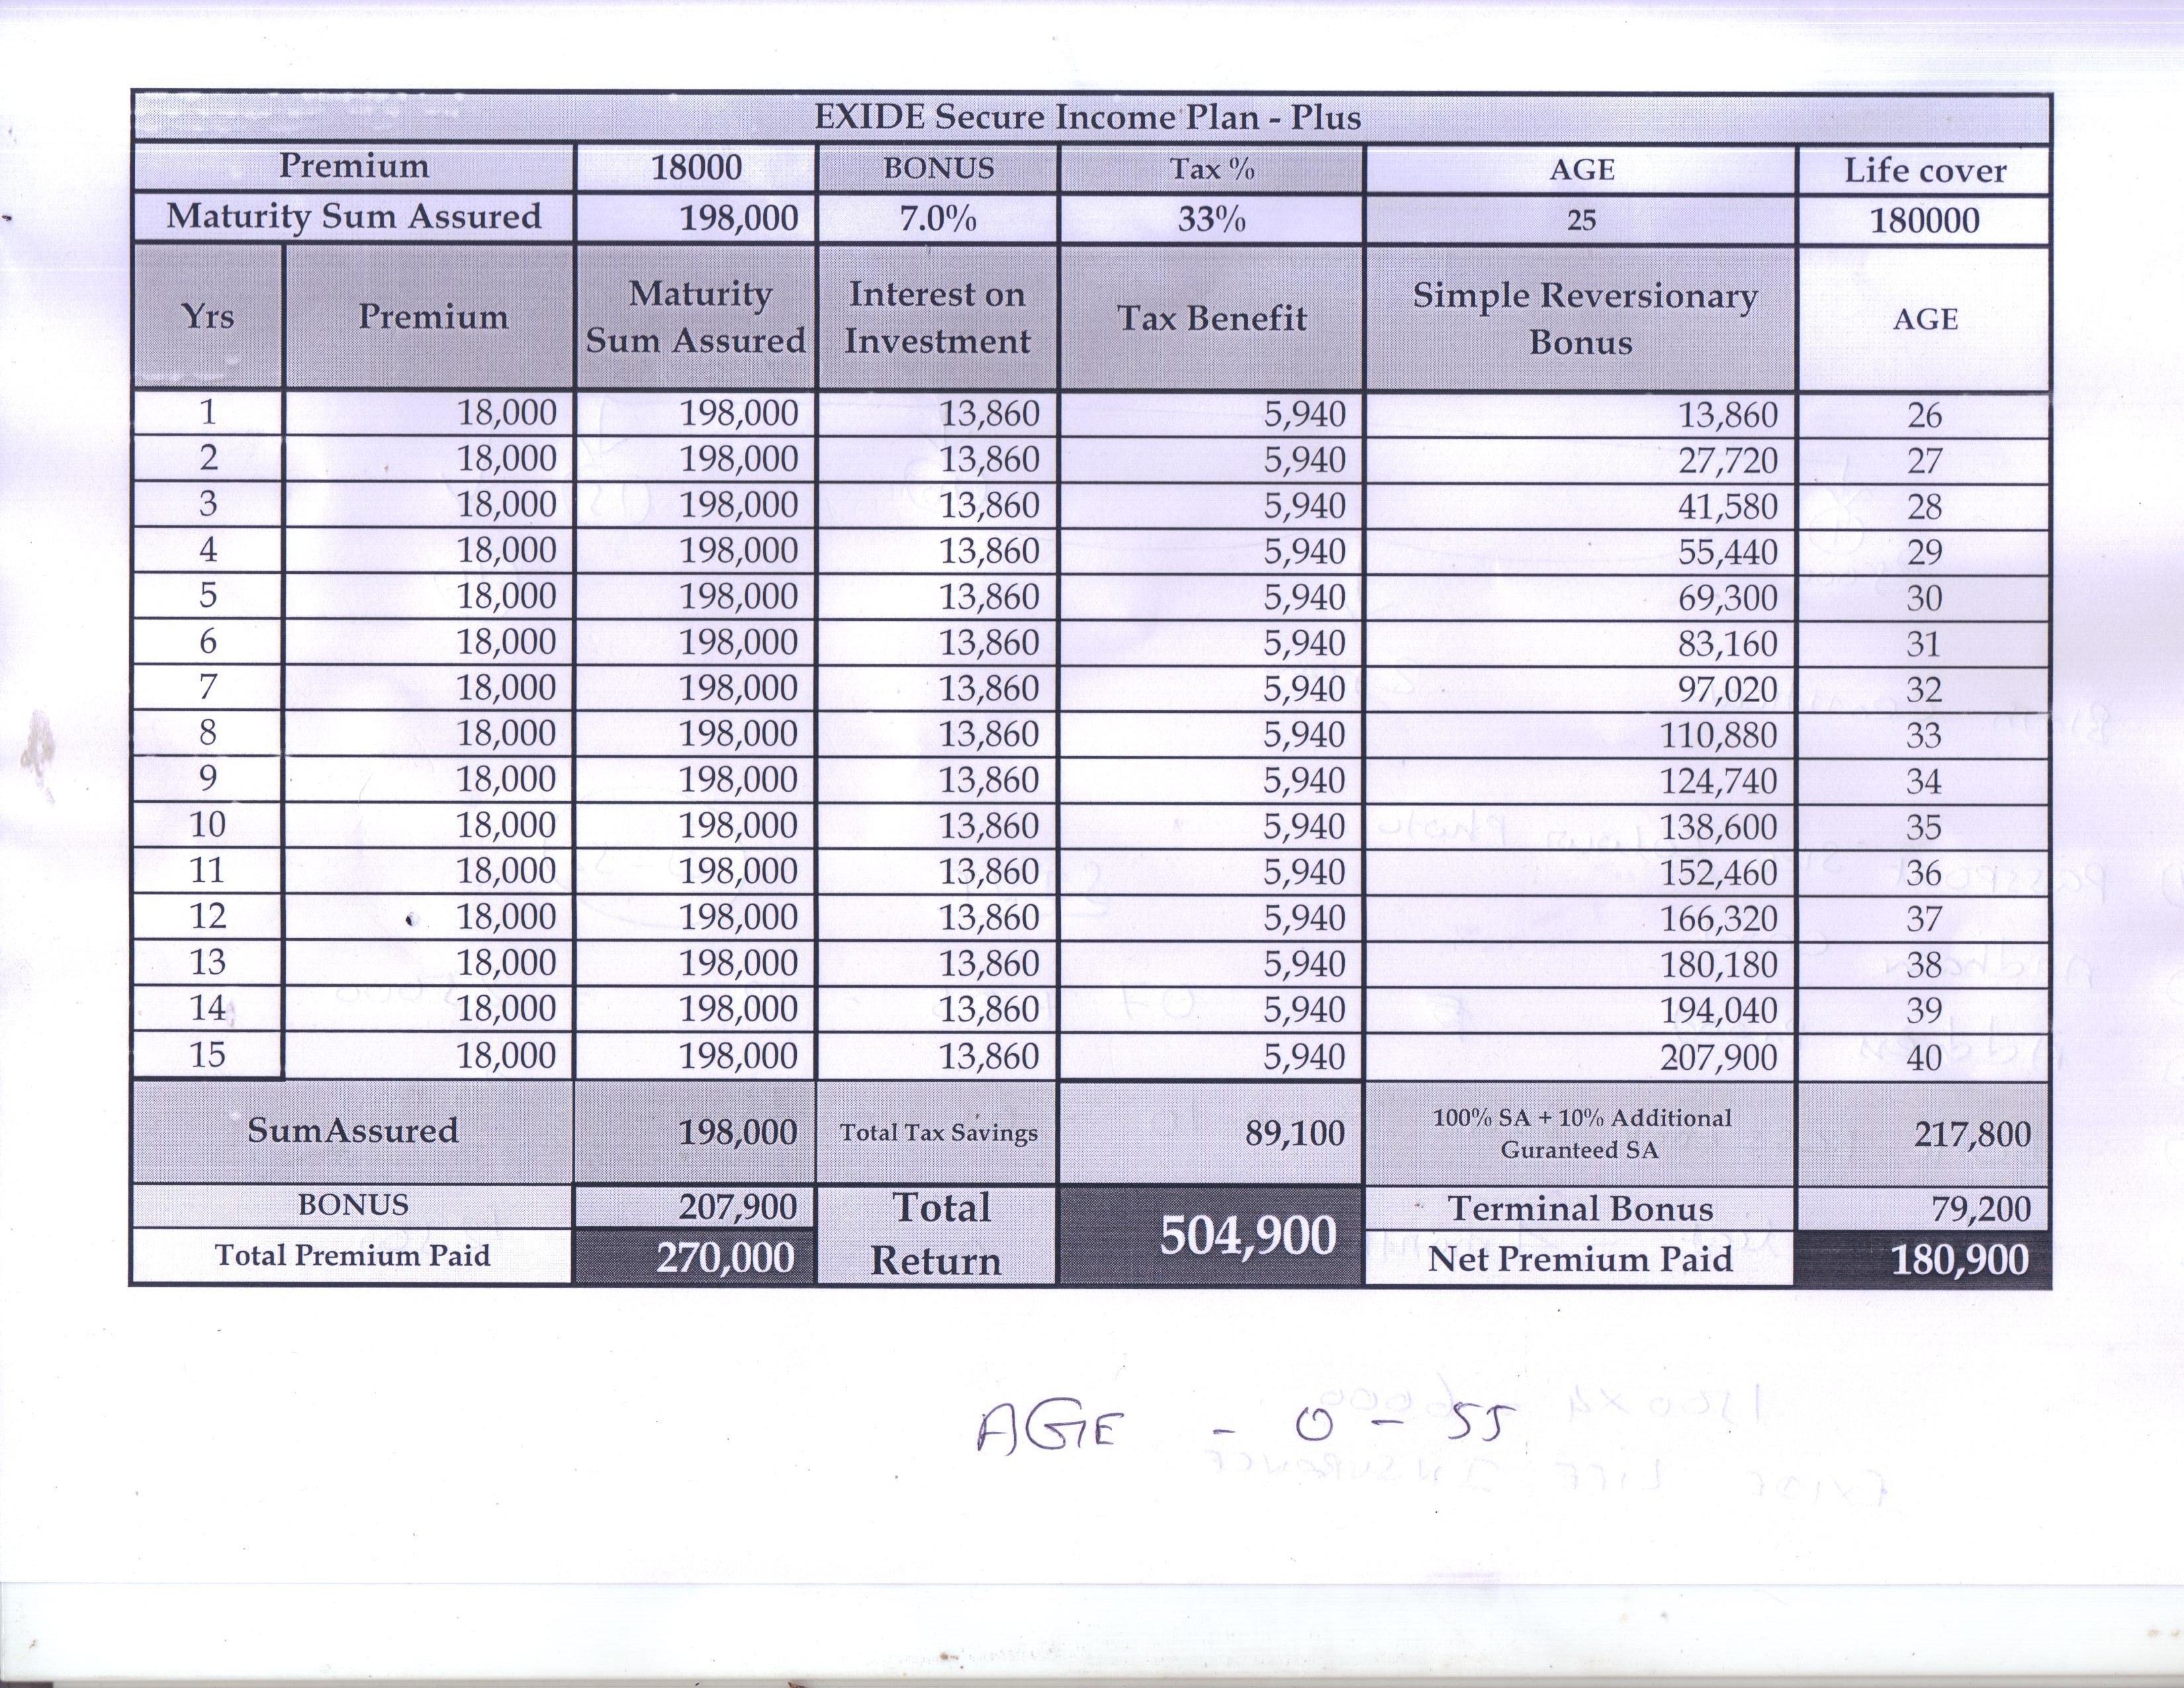 EXIDE Secure Income Plan - Plus
Premium 18000 BONUS Tax % AGE Life cover
Maturity Sum Assured 198,000 7.0% 33% 25 180000
Yrs Premium Maturity Sum Assured Interest on Investment Tax Benefit Simple Reversionary Bonus AGE
1 18,000 198,000 13,860 5,940 13,860 26
2 18,000 198,000 13,860 5,940 27,720 27
3 18,000 198,000 13,860 5,940 41,580 28
4 18,000 198,000 13,860 5,940 55,440 29
5 18,000 198,000 13,860 5,940 69,300 30
6 18,000 198,000 13,860 5,940 83,160 31
7 18,000 198,000 13,860 5,940 97,020 32
8 18,000 198,000 13,860 5,940 110,880 33
9 18,000 198,000 13,860 5,940 124,740 34
10 18,000 198,000 13,860 5,940 138,600 35
11 18,000 198,000 13,860 5,940 152,460 36
12 18,000 198,000 13,860 5,940 166,320 37
13 18,000 198,000 13,860 5,940 180,180 38
14 18,000 198,000 13,860 5,940 194,040 39
15 18,000 198,000 13,860 5,940 207,900 40
SumAssured 198,000 Total Tax Savings 89,100 100% SA + 10% Additional Guranteed SA 217,800
BONUS 207,900 Total Return 504,900 Terminal Bonus 79,200
Total Premium Paid 270,000 Net Premium Paid 180,900
AGE - 0 - 55
1500x4 = 6000
EXIDE LIFE INSURANCE